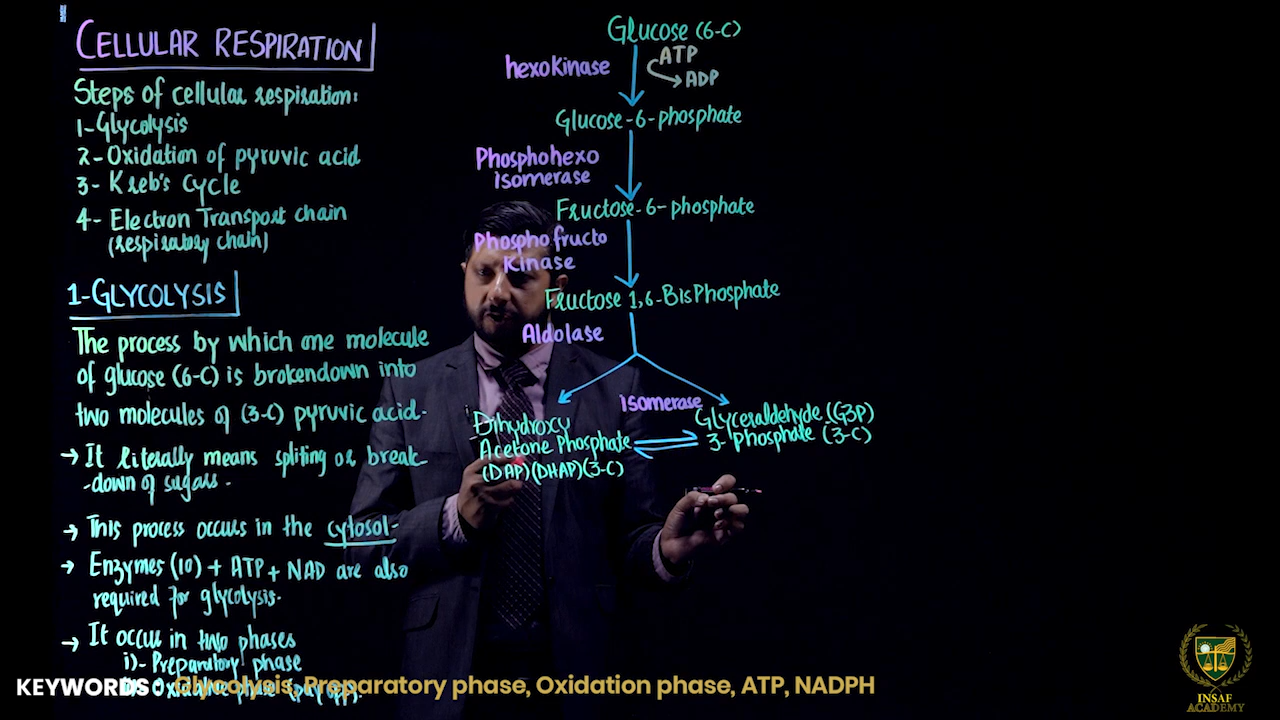 CELLULAR RESPIRATION
Steps of cellular respiration:
1-Glycolysis
2-Oxidation of pyruvic acid
3- Kreb's Cycle
4- Electron Transport chain
(respiratory chain)
1-GLYCOLYSIS
The process by which one molecule
of glucose (6-C) is brokendown into
two molecules of (3-C) pyruvic acid-
→ It literally means spliting or break
-down of sugars-
→ This process occurs in the cytosol-
→ Enzymes (10) + ATP + NAD are also
required for glycolysis-
→ It occur in two phases
i)- Preparatory phase
phase
Glucose (6-C)
hexoKinase
ATP
ADP
Glucose-6-phosphate
Phosphohexo
Isomerase
Fructose-6-phosphate
Phosphofructo
Kinase
Fructose 1,6-BisPhosphate
Aldolase
Isomerase
Dihydroxy
Acetone Phosphate
(DAP)(DHAP)(3-C)
Glyceraldehyde (G3P)
3-Phosphate (3-C)
KEYWORDS: Glycolysis, Preparatory phase, Oxidation phase, ATP, NADPH
INSAF
ACADEMY